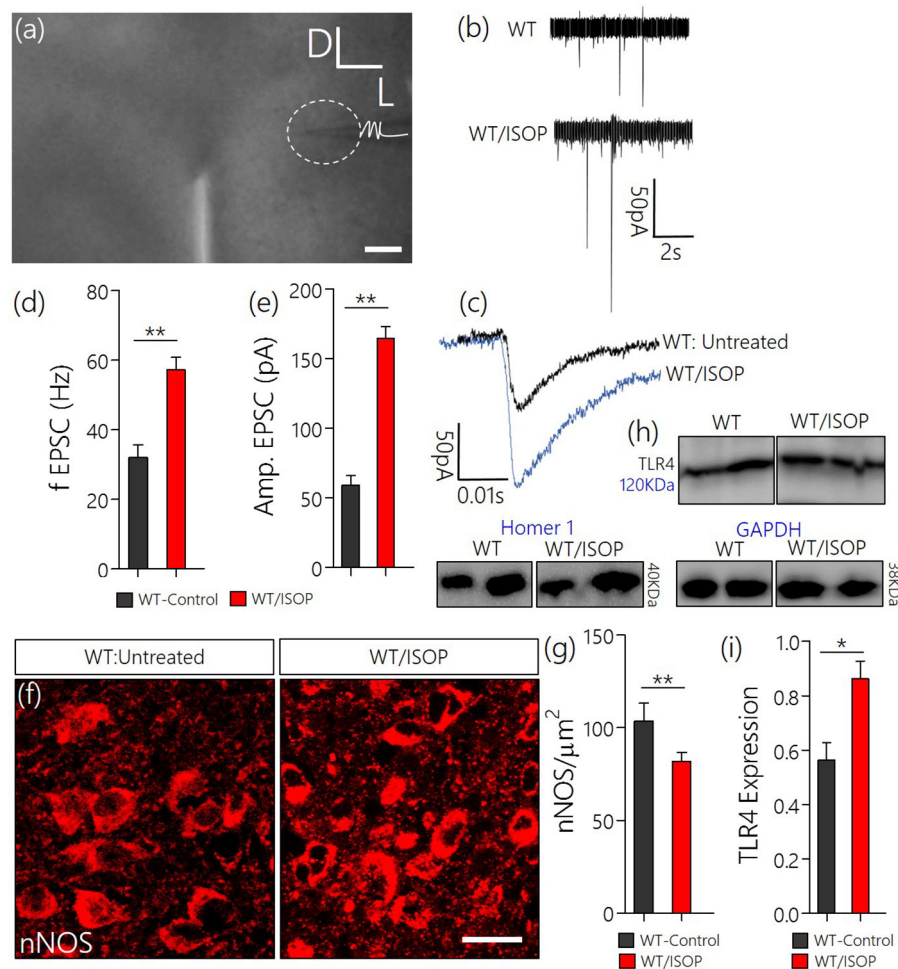 (a)
D
L
(b)
WT
WT/ISOP
50pA
2s
(d)
80
60
40
20
0
f EPSC (Hz)
**
(e)
200
150
100
50
0
Amp. EPSC (pA)
**
WT-Control WT/ISOP
(c)
WT: Untreated
WT/ISOP
50pA
0.01s
(h)
WT WT/ISOP
TLR4
120KDa
Homer 1
WT WT/ISOP
40KDa
GAPDH
WT WT/ISOP
38KDa
WT:Untreated WT/ISOP
(f)
nNOS
(g)
150
100
50
0
nNOS/μm²
**
WT-Control
WT/ISOP
(i)
1.0
0.8
0.6
0.4
0.2
0.0
TLR4 Expression
*
WT-Control
WT/ISOP